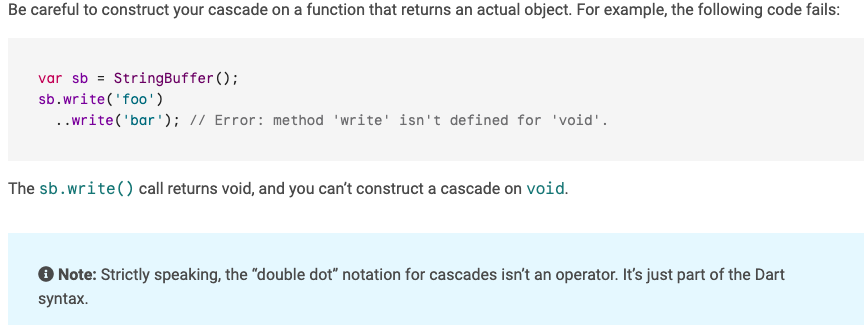 Be careful to construct your cascade on a function that returns an actual object. For example, the following code fails:
var sb = StringBuffer();
sb.write('foo')
  ..write('bar'); // Error: method 'write' isn't defined for 'void'.
The sb.write() call returns void, and you can’t construct a cascade on void.
Note: Strictly speaking, the “double dot” notation for cascades isn’t an operator. It’s just part of the Dart
syntax.